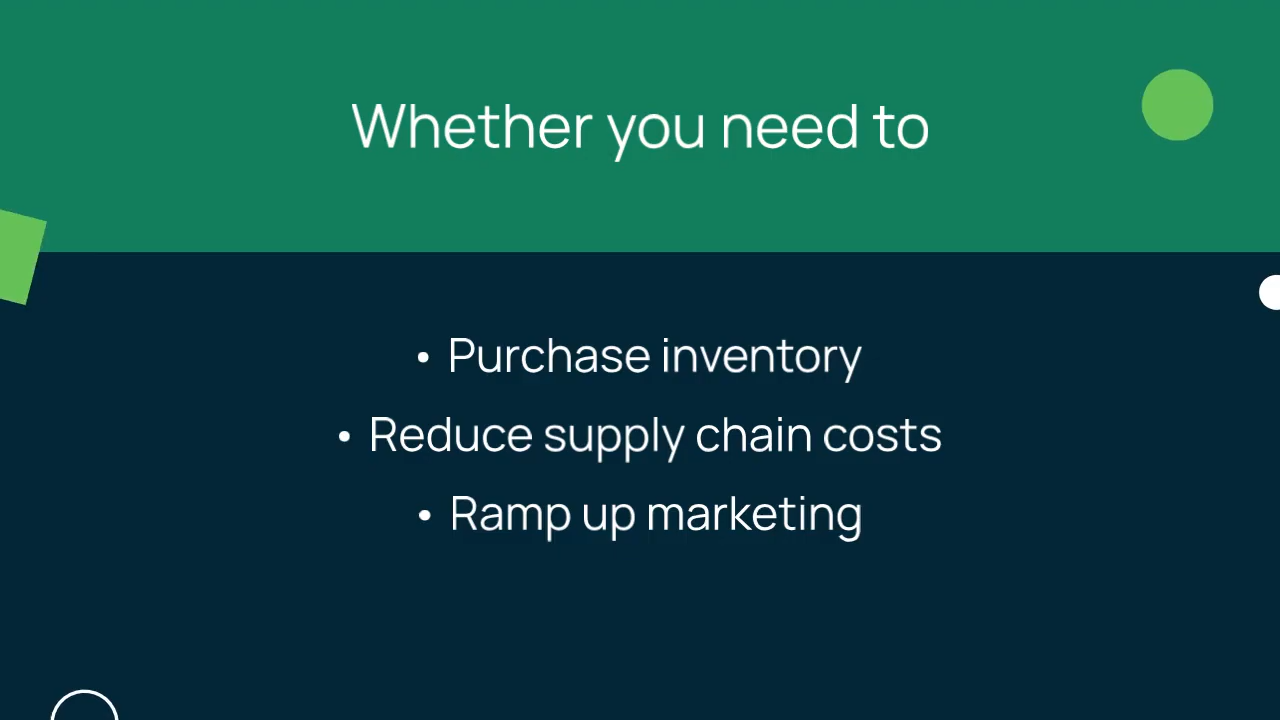 Whether you need to
• Purchase inventory
• Reduce supply chain costs
• Ramp up marketing